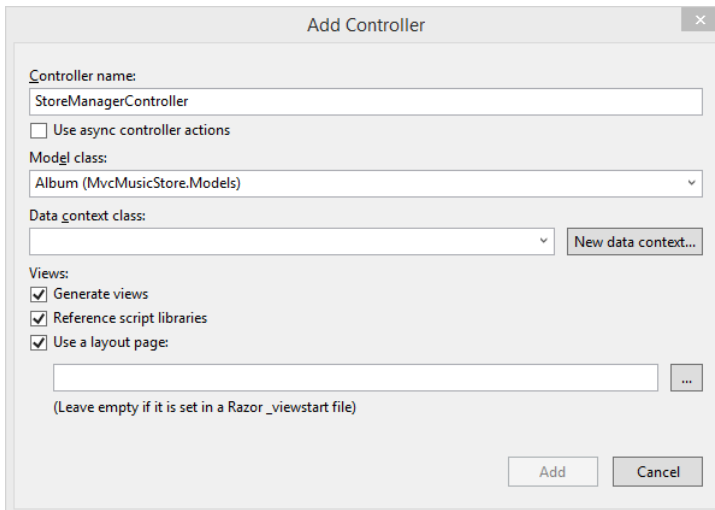 Add Controller
Controller name:
StoreManagerController
Use async controller actions
Model class:
Album (MvcMusicStore.Models)
Data context class:
New data context...
Views:
Generate views
Reference script libraries
Use a layout page:
...
(Leave empty if it is set in a Razor _viewstart file)
Add Cancel